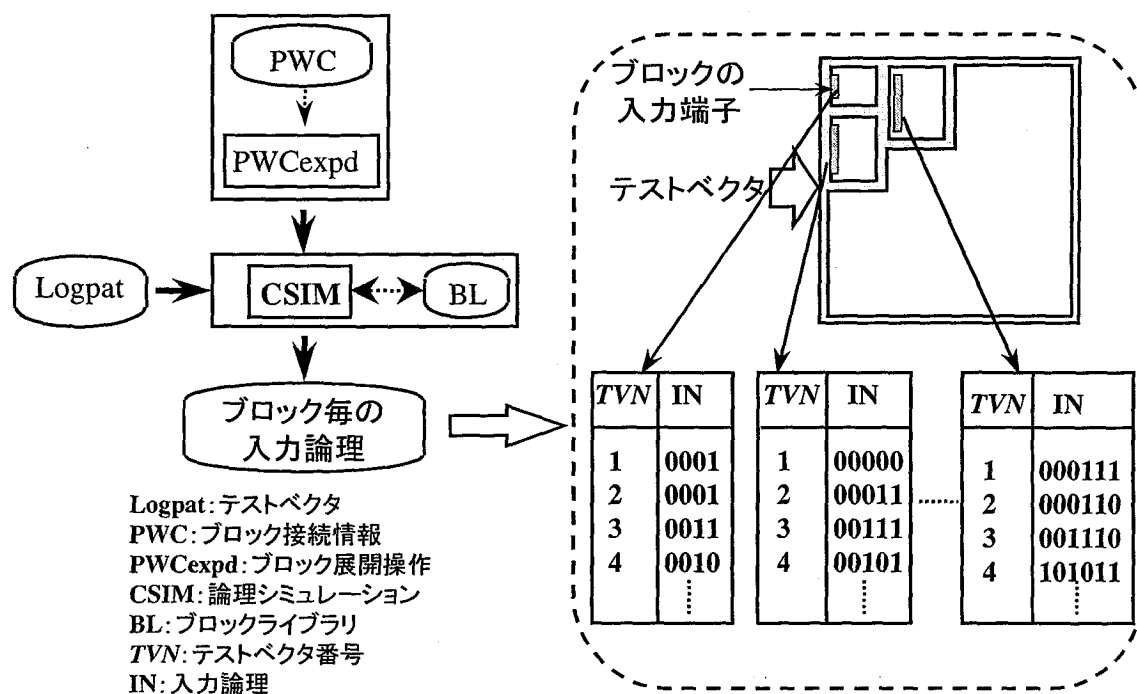 PWC
PWCexpd
Logpat
CSIM
BL
ブロック毎の
入力論理
Logpat:テストベクタ
PWC:ブロック接続情報
PWCexpd:ブロック展開操作
CSIM:論理シミュレーション
BL:ブロックライブラリ
TVN:テストベクタ番号
IN:入力論理
ブロックの
入力端子
テストベクタ
TVN IN
1 0001
2 0001
3 0011
4 0010
TVN IN
1 00000
2 00011
3 00111
4 00101
TVN IN
1 000111
2 000110
3 001110
4 101011